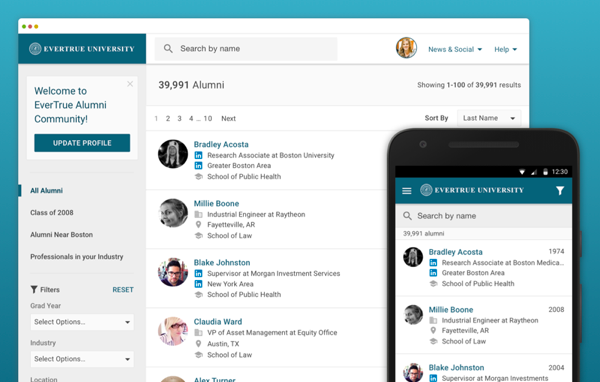 EVERTRUE UNIVERSITY
Search by name
News & Social
Help
Welcome to
EverTrue Alumni
Community!
UPDATE PROFILE
All Alumni
Class of 2008
Alumni Near Boston
Professionals in your Industry
Filters
RESET
Grad Year
Select Options...
Industry
Select Options...
Location
39,991 Alumni
Showing 1-100 of 39,991 results
1 2 3 4 .. 10 Next
Sort By
Last Name
Bradley Acosta
Research Associate at Boston University
Greater Boston Area
School of Public Health
Millie Boone
Industrial Engineer at Raytheon
Fayetteville, AR
School of Law
Blake Johnston
Supervisor at Morgan Investment Services
New York Area
School of Public Health
Claudia Ward
VP of Asset Management at Equity Office
Austin, TX
School of Law
Alex Turner
12:30
EVERTRUE UNIVERSITY
Search by name
39,991 alumni
Bradley Acosta 1974
Research Associate at Boston Medica...
Greater Boston Area
School of Public Health
Millie Boone 2008
Industrial Engineer at Raytheon
Fayetteville, AR
School of Law
Blake Johnston 2004
Supervisor at Morgan Investments